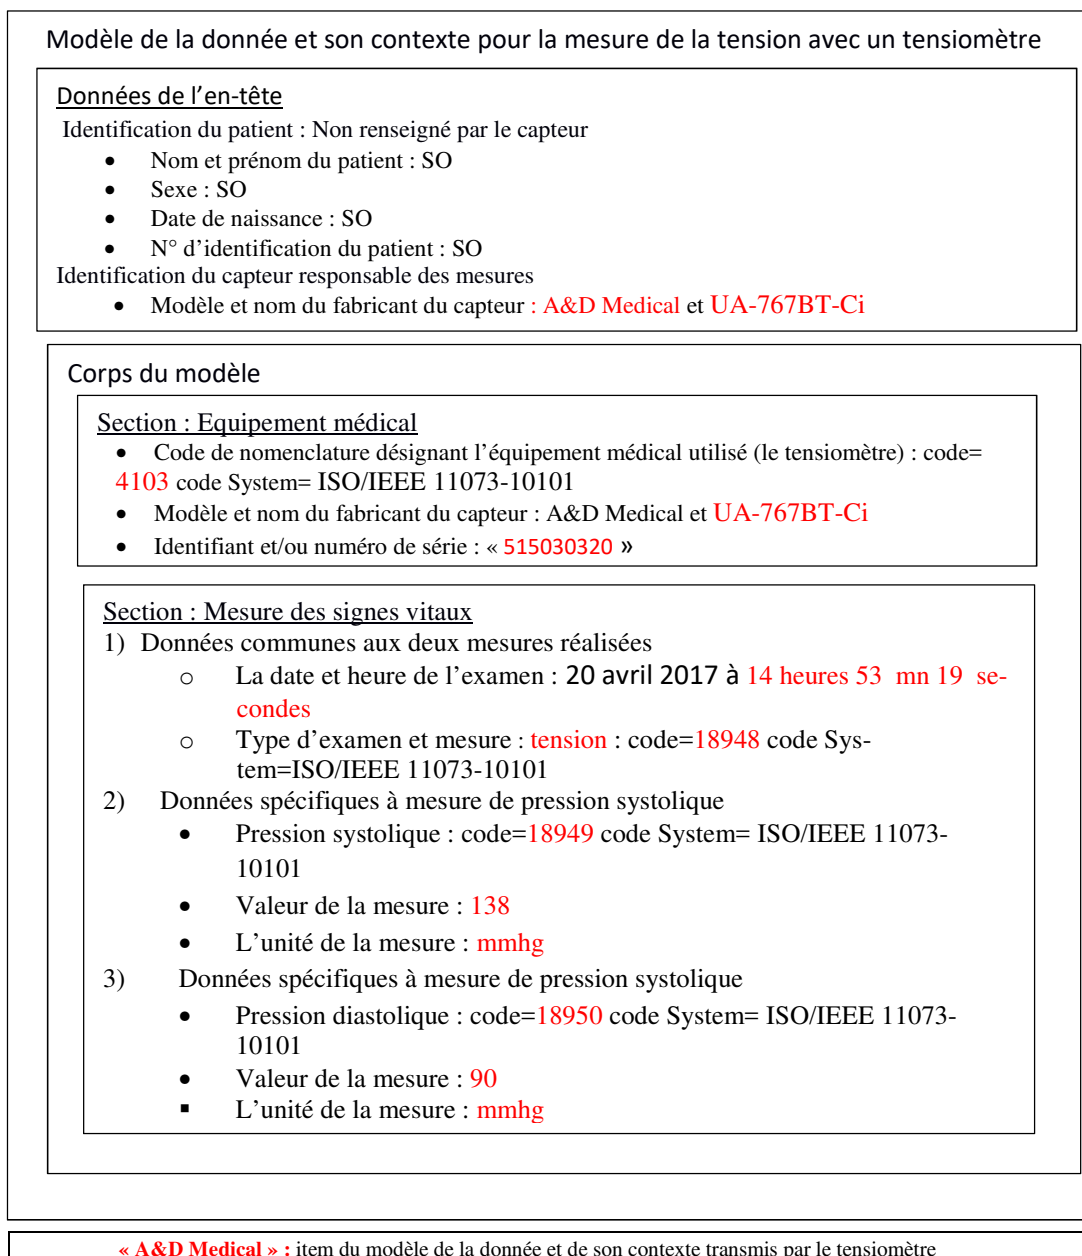 Modèle de la donnée et son contexte pour la mesure de la tension avec un tensiomètre
Données de l'en-tête
Identification du patient : Non renseigné par le capteur
• Nom et prénom du patient : SO
• Sexe : SO
• Date de naissance : SO
• N° d'identification du patient : SO
Identification du capteur responsable des mesures
• Modèle et nom du fabricant du capteur : A&D Medical et UA-767BT-Ci
Corps du modèle
Section : Equipement médical
• Code de nomenclature désignant l'équipement médical utilisé (le tensiomètre) : code=
4103 code System= ISO/IEEE 11073-10101
• Modèle et nom du fabricant du capteur : A&D Medical et UA-767BT-Ci
• Identifiant et/ou numéro de série : « 515030320 »
Section : Mesure des signes vitaux
1) Données communes aux deux mesures réalisées
o La date et heure de l'examen : 20 avril 2017 à 14 heures 53 mn 19 se-
condes
o Type d'examen et mesure : tension : code=18948 code Sys-
tem=ISO/IEEE 11073-10101
2) Données spécifiques à mesure de pression systolique
• Pression systolique : code=18949 code System= ISO/IEEE 11073-
10101
• Valeur de la mesure : 138
• L'unité de la mesure : mmhg
3) Données spécifiques à mesure de pression systolique
• Pression diastolique : code=18950 code System= ISO/IEEE 11073-
10101
• Valeur de la mesure : 90
▪ L'unité de la mesure : mmhg
« A&D Medical » : item du modèle de la donnée et de son contexte transmis par le tensiomètre